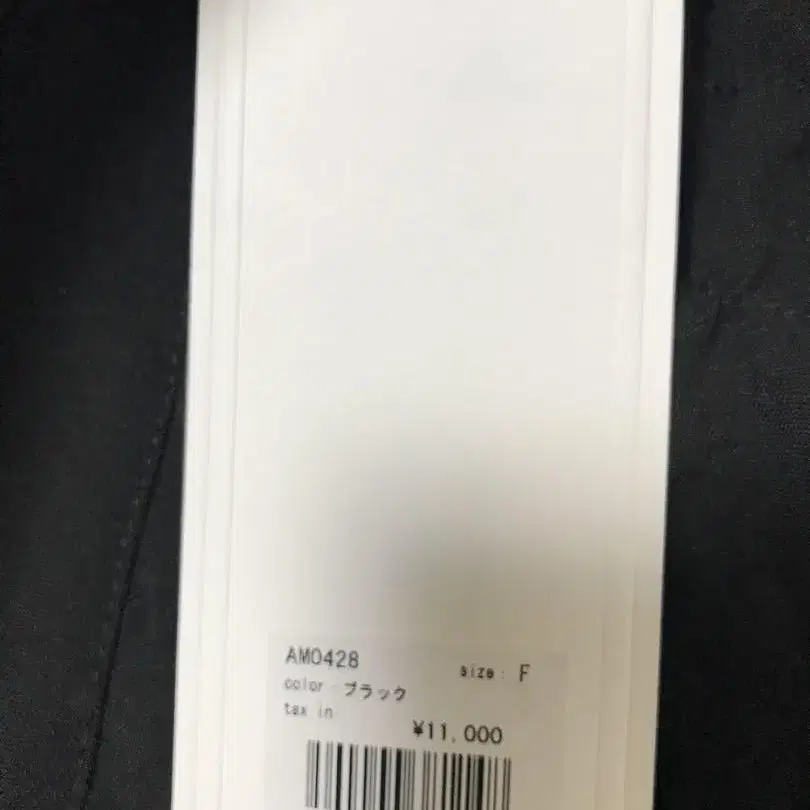 AM0428 size: F
color ブラック
tax in
¥11,000